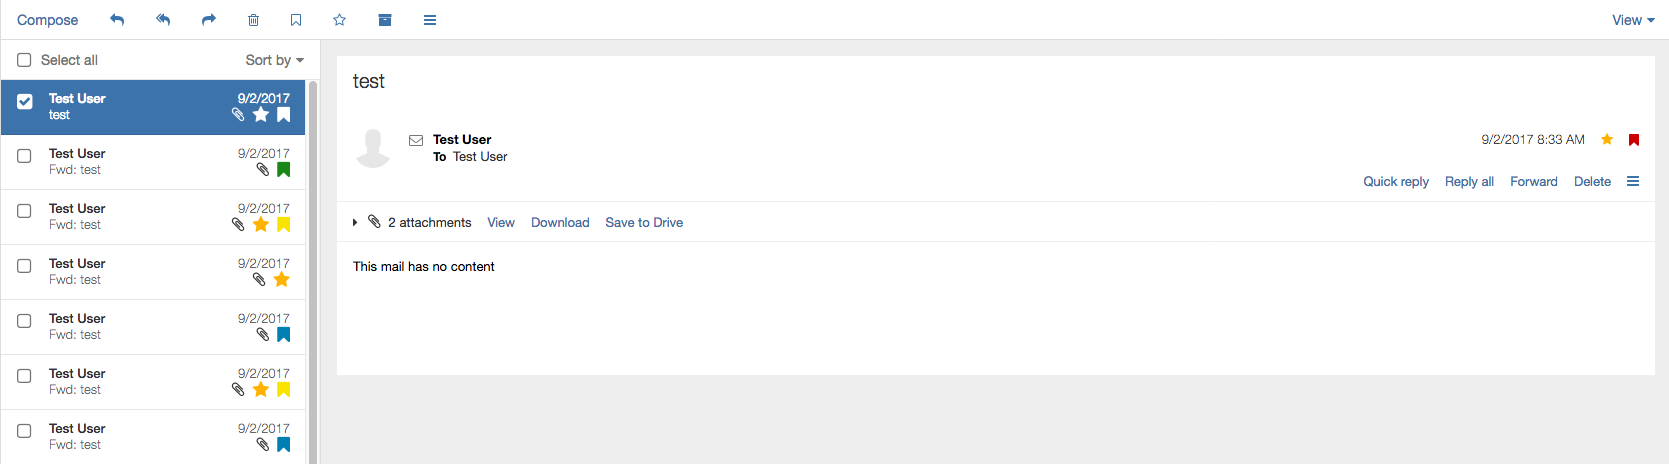 Compose View
Select all Sort by
Test User 9/2/2017
test
Test User 9/2/2017
Fwd: test
Test User 9/2/2017
Fwd: test
Test User 9/2/2017
Fwd: test
Test User 9/2/2017
Fwd: test
Test User 9/2/2017
Fwd: test
Test User 9/2/2017
Fwd: test
test
Test User 9/2/2017 8:33 AM
To Test User
Quick reply Reply all Forward Delete
2 attachments View Download Save to Drive
This mail has no content